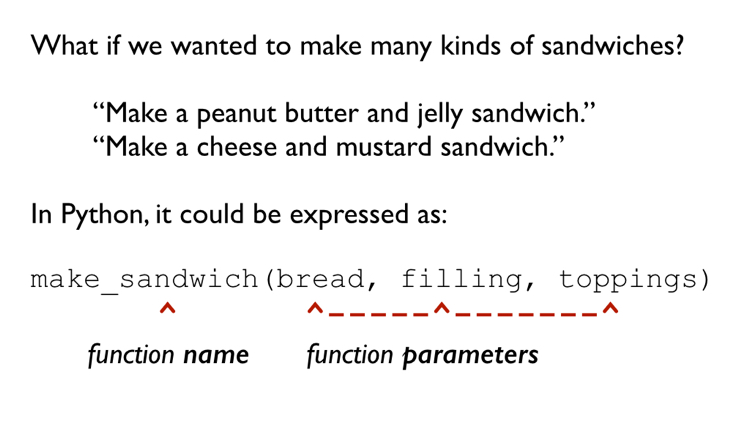 What if we wanted to make many kinds of sandwiches?
“Make a peanut butter and jelly sandwich.”
“Make a cheese and mustard sandwich.”
In Python, it could be expressed as:
make_sandwich(bread, filling, toppings)
function name function parameters